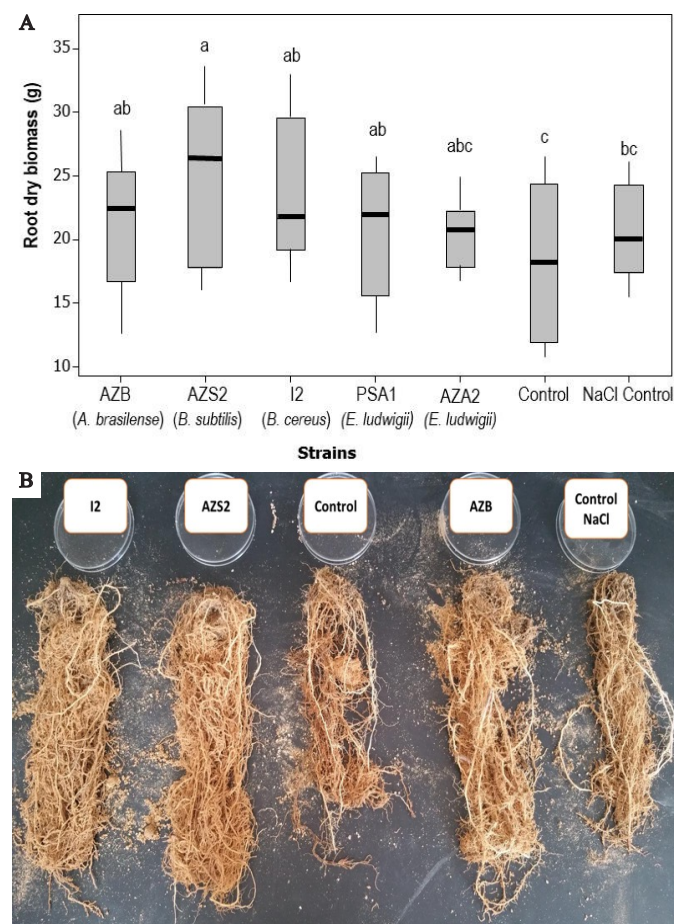 A
Root dry biomass (g)
35
30
25
20
15
10
ab
a
ab
ab
abc
c
bc
AZB AZS2 I2 PSA1 AZA2 Control NaCl Control
(A. brasilense) (B. subtilis) (B. cereus) (E. ludwigii) (E. ludwigii)
Strains
B
I2
AZS2
Control
AZB
Control
NaCl